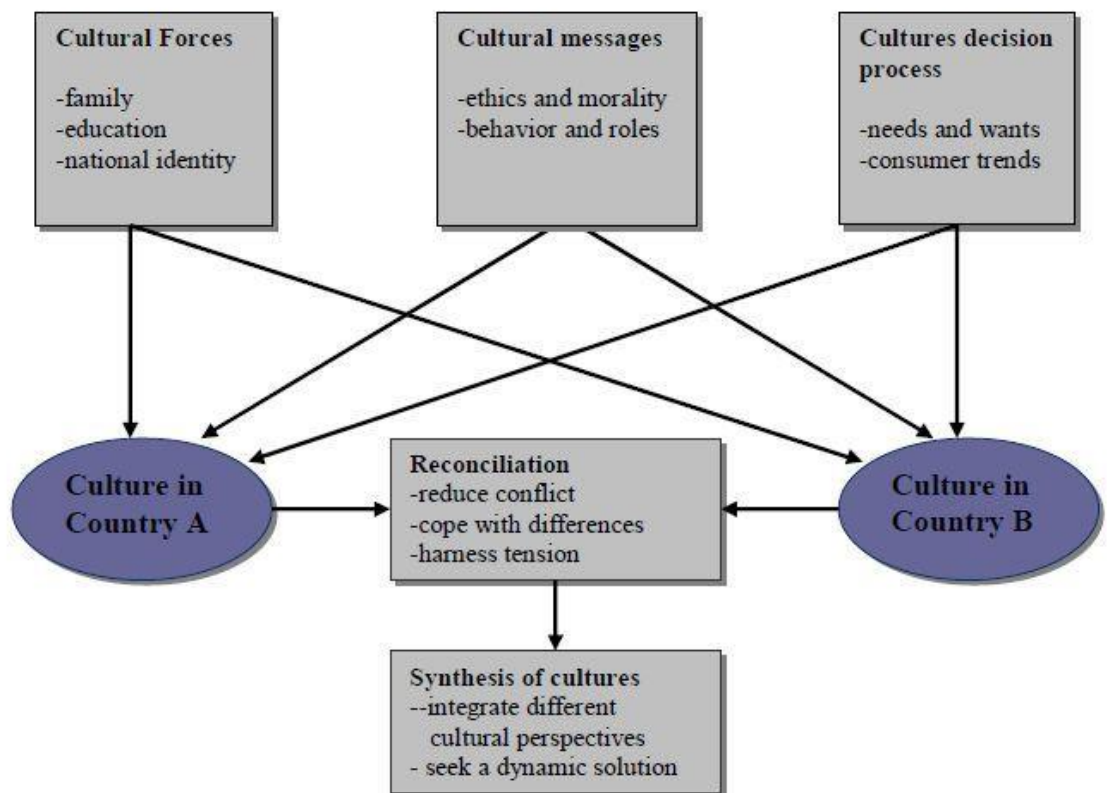 Cultural Forces
-family
-education
-national identity
Cultural messages
-ethics and morality
-behavior and roles
Cultures decision
process
-needs and wants
-consumer trends
Culture in
Country A
Reconciliation
-reduce conflict
-cope with differences
-harness tension
Culture in
Country B
Synthesis of cultures
--integrate different
cultural perspectives
- seek a dynamic solution